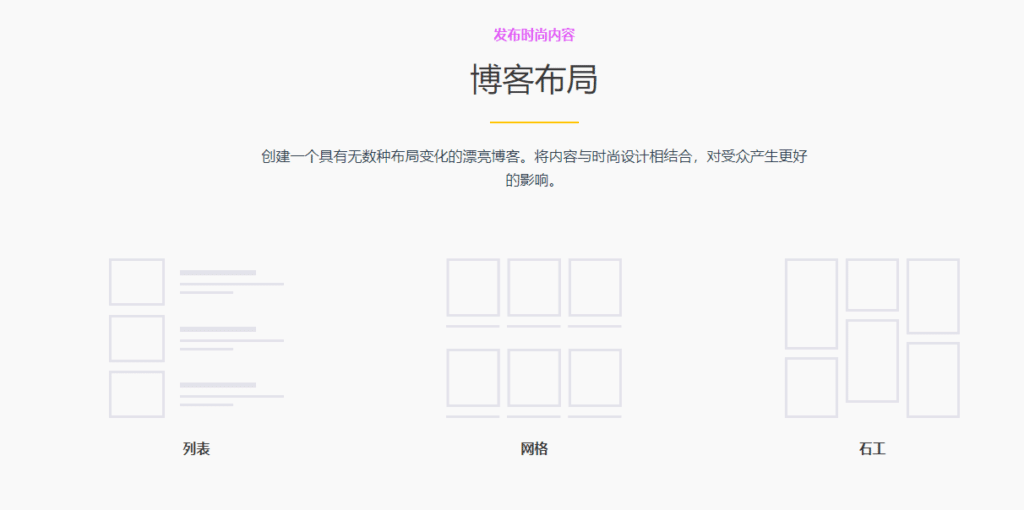 发布时尚内容
博客布局
创建一个具有无数种布局变化的漂亮博客。将内容与时尚设计相结合，对受众产生更好
的影响。
列表
网格
石工